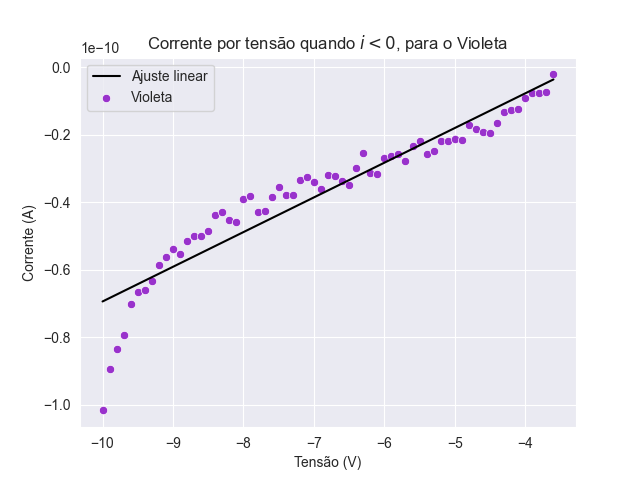 Corrente por tensão quando i < 0, para o Violeta
1e−10
Ajuste linear
Violeta
0.0
−0.2
−0.4
−0.6
−0.8
−1.0
Corrente (A)
−10 −9 −8 −7 −6 −5 −4
Tensão (V)